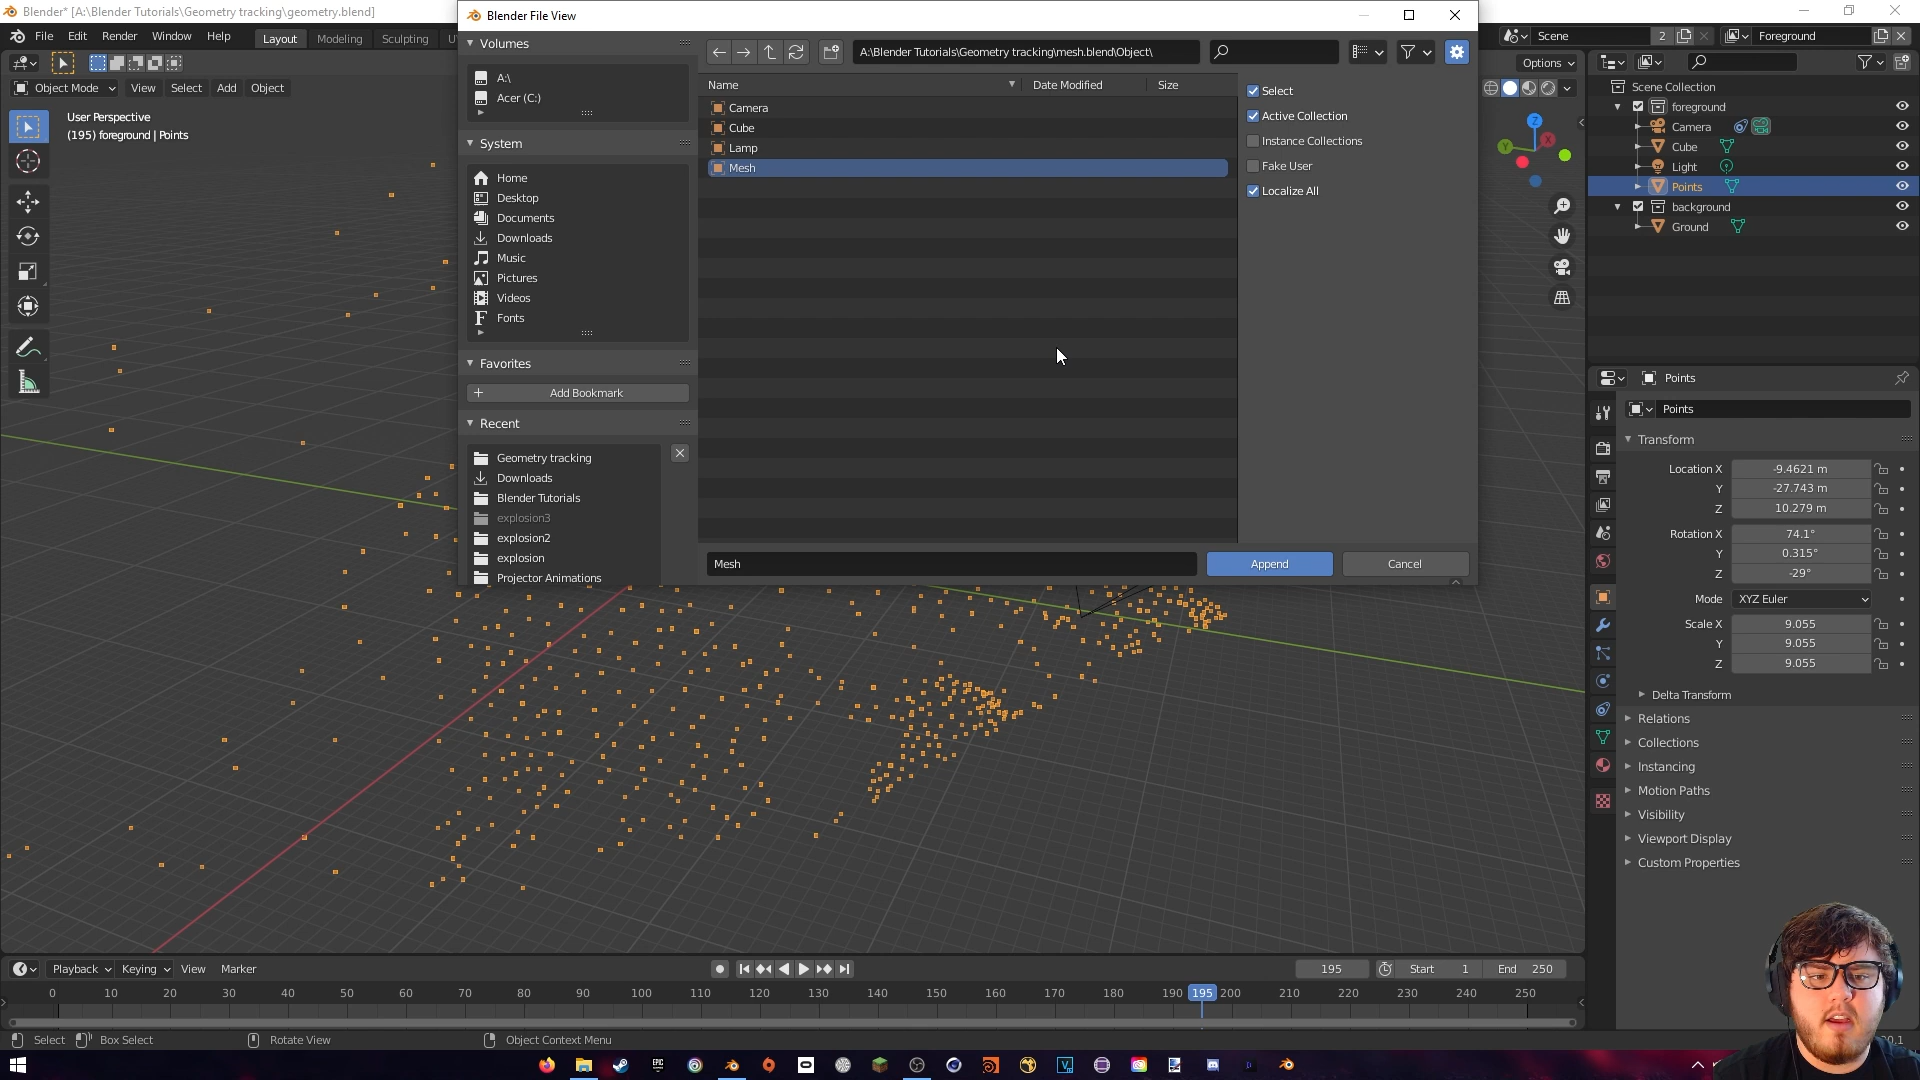 Blender* [A:\Blender Tutorials\Geometry tracking\geometry.blend]
File Edit Render Window Help Layout Modeling Sculpting
Scene 2 Foreground
Options
Object Mode View Select Add Object
User Perspective
(195) foreground | Points
Blender File View
Volumes
A:\
Acer (C:)
System
Home
Desktop
Documents
Downloads
Music
Pictures
Videos
Fonts
Favorites
Add Bookmark
Recent
Geometry tracking
Downloads
Blender Tutorials
explosion3
explosion2
explosion
Projector Animations
A:\Blender Tutorials\Geometry tracking\mesh.blend\Object\
Name Date Modified Size
Camera
Cube
Lamp
Mesh
Select
Active Collection
Instance Collections
Fake User
Localize All
Mesh Append Cancel
Z
Y
X
Scene Collection
foreground
Camera
Cube
Light
Points
background
Ground
Points
Points
Transform
Location X -9.4621 m
Y -27.743 m
Z 10.279 m
Rotation X 74.1°
Y 0.315°
Z -29°
Mode XYZ Euler
Scale X 9.055
Y 9.055
Z 9.055
Delta Transform
Relations
Collections
Instancing
Motion Paths
Visibility
Viewport Display
Custom Properties
Playback Keying View Marker 195 Start 1 End 250
0 10 20 30 40 50 60 70 80 90 100 110 120 130 140 150 160 170 180 190 195 200 210 220 230 240 250
Select Box Select Rotate View Object Context Menu
EPIC